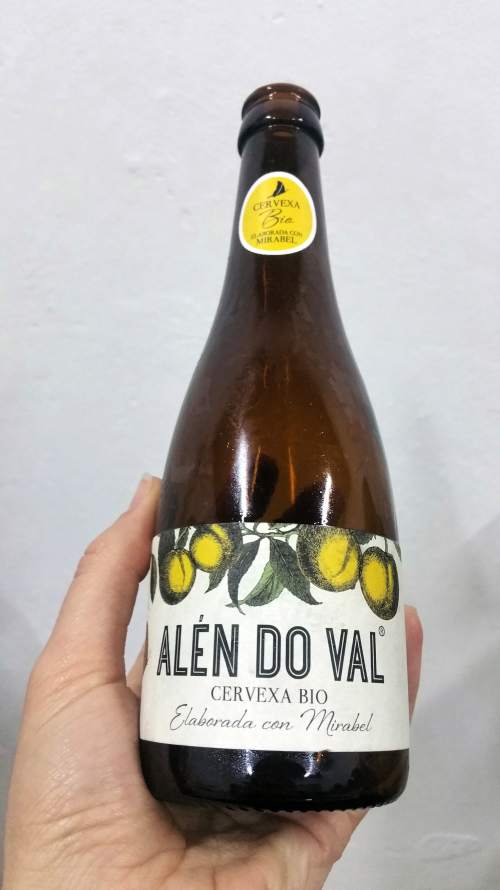 CERVEXA
Bio
ELABORADA CON
MIRABEL
ALÉN DO VAL®
CERVEXA BIO
Elaborada con Mirabel